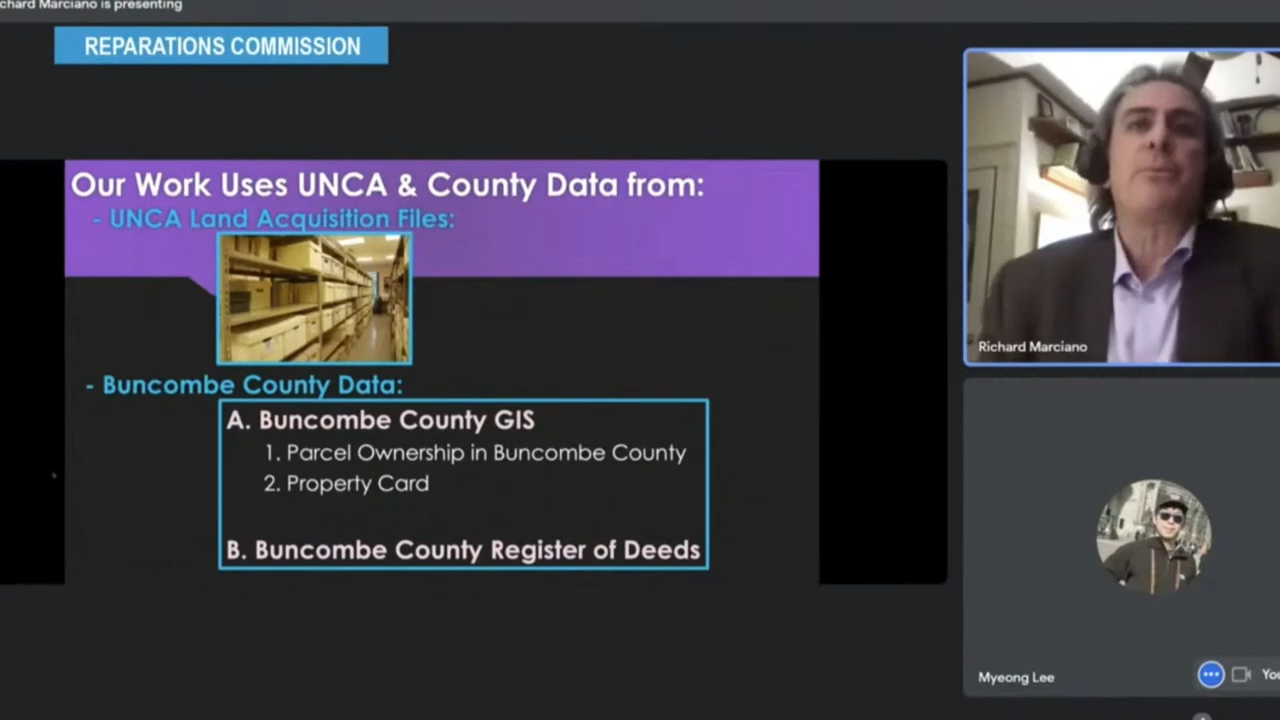 chard Marciano is presenting
REPARATIONS COMMISSION
Our Work Uses UNCA & County Data from:
- UNCA Land Acquisition Files:
- Buncombe County Data:
A. Buncombe County GIS
1. Parcel Ownership in Buncombe County
2. Property Card
B. Buncombe County Register of Deeds
Richard Marciano
Myeong Lee
You